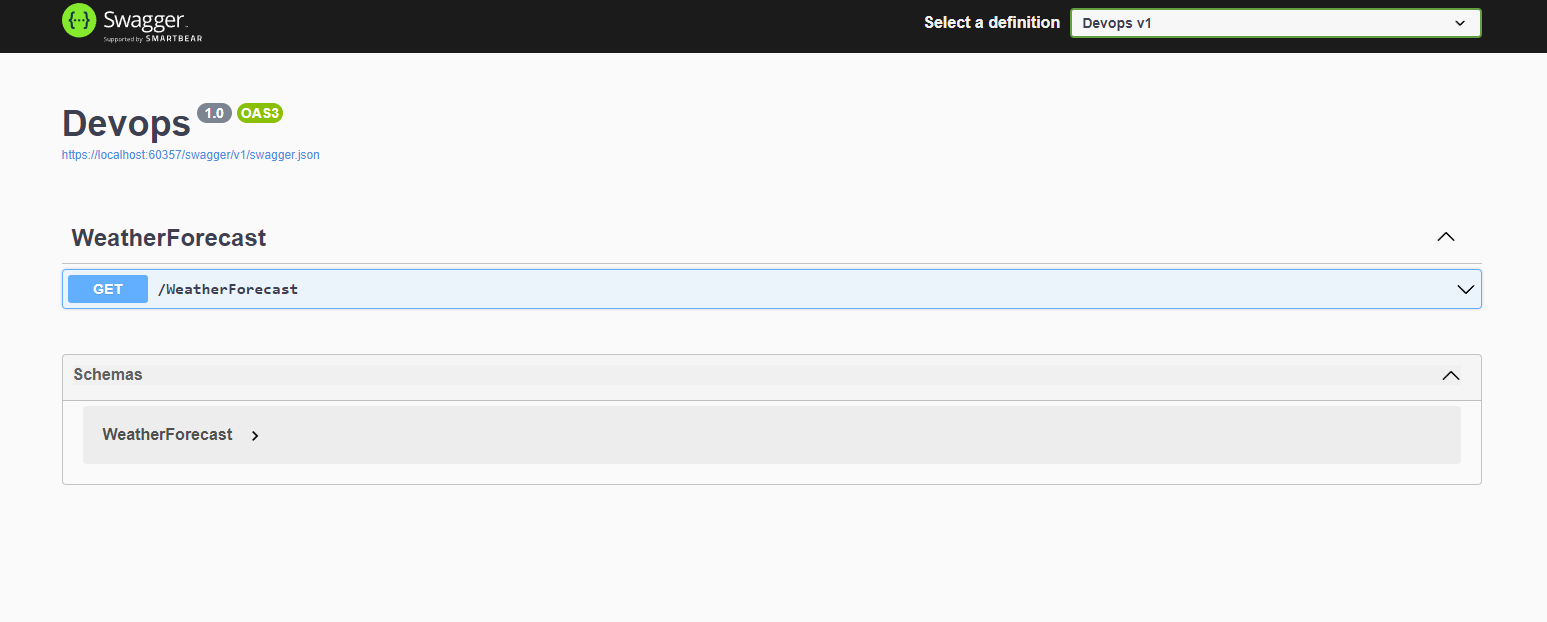 Swagger
Supported by SMARTBEAR
Select a definition
Devops v1
Devops 1.0 OAS3
https://localhost:60357/swagger/v1/swagger.json
WeatherForecast
GET /WeatherForecast
Schemas
WeatherForecast